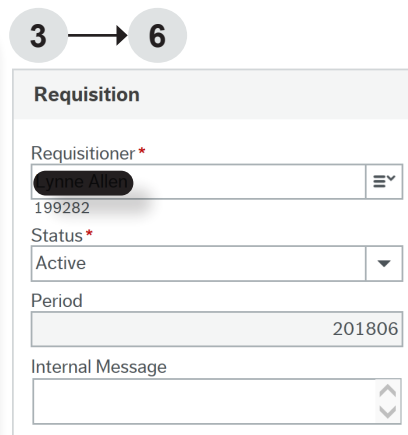 3 6
Requisition
Requisitioner *
199282
Status *
Active
Period
201806
Internal Message